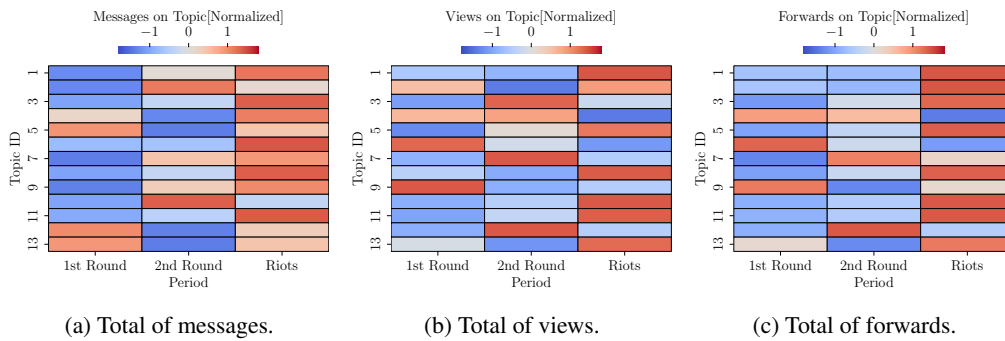 Messages on Topic[Normalized]
−1 0 1
Topic ID
1
3
5
7
9
11
13
1st Round 2nd Round Riots
Period
(a) Total of messages.
Views on Topic[Normalized]
−1 0 1
Topic ID
1
3
5
7
9
11
13
1st Round 2nd Round Riots
Period
(b) Total of views.
Forwards on Topic[Normalized]
−1 0 1
Topic ID
1
3
5
7
9
11
13
1st Round 2nd Round Riots
Period
(c) Total of forwards.